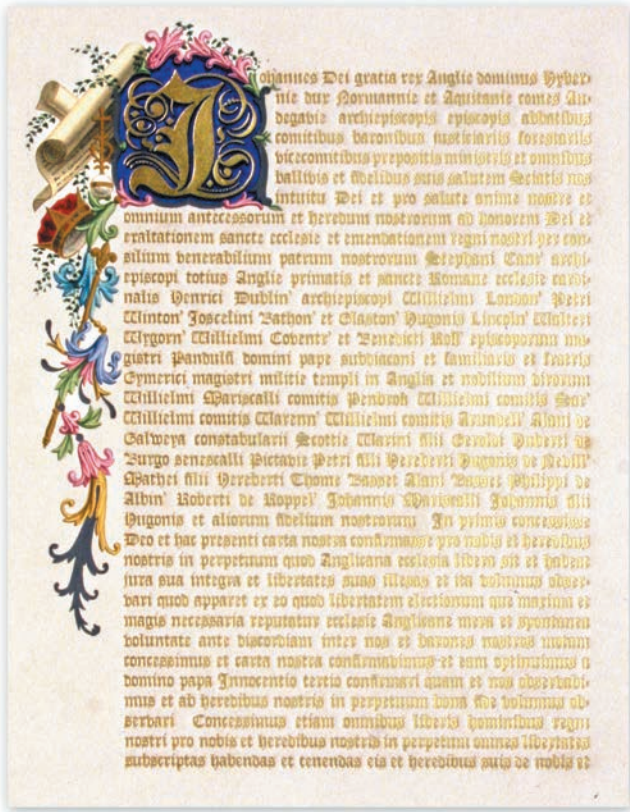 Iohannes Dei gratia rex Anglie dominus Hyber-
nie dux Normannie et Aquitanie comes An-
degavie archiepiscopis episcopis abbatibus
comitibus baronibus justiciariis forestariis
vicecomitibus prepositis ministris et omnibus
ballivis et fidelibus suis salutem Sciatis nos
intuitu Dei et pro salute anime nostre et
omnium antecessorum et heredum nostrorum ad honorem Dei et
exaltationem sancte ecclesie et emendationem regni nostri per con-
silium venerabilium patrum nostrorum Stephani Cant' archi-
episcopi totius Anglie primatis et sancte Romane ecclesie cardi-
nalis Henrici Dublin' archiepiscopi Willielmi London' Petri
Winton' Joscelini Bathon' et Glaston' Hugonis Lincoln' Walteri
Wygorn' Willielmi Coventr' et Benedicti Roff' episcoporum ma-
gistri Pandulfi domini pape subdiaconi et familiaris et fratris
Eymerici magistri militie templi in Anglia et nobilium virorum
Willielmi Mariscalli comitis Penbrok Willielmi comitis Sar'
Willielmi comitis Warenn' Willielmi comitis Arundell' Alani de
Galweya constabularii Scottie Warini filii Geroldi Huberti de
Burgo senescalli Pictavie Petri filii Hereberti Hugonis de Nevill'
Mathei filii Hereberti Thome Basset Alani Basset Philippi de
Albin' Roberti de Roppel' Johannis Mariscalli Johannis filii
Hugonis et aliorum fidelium nostrorum In primis concessisse
Deo et hac presenti carta nostra confirmasse pro nobis et heredibus
nostris in perpetuum quod Anglicana ecclesia libera sit et habeat
jura sua integra et libertates suas illesas et ita volumus obser-
vari quod apparet ex eo quod libertatem electionum que maxima et
magis necessaria reputatur ecclesie Anglicane mera et spontanea
voluntate ante discordiam inter nos et barones nostros motam
concessimus et carta nostra confirmavimus et eam optinuimus a
domino papa Innocentio tertio confirmari quam et nos observabi-
mus et ab heredibus nostris in perpetuum bona fide volumus ob-
servari Concessimus etiam omnibus liberis hominibus regni
nostri pro nobis et heredibus nostris in perpetuum omnes libertates
subscriptas habendas et tenendas eis et heredibus suis de nobis et